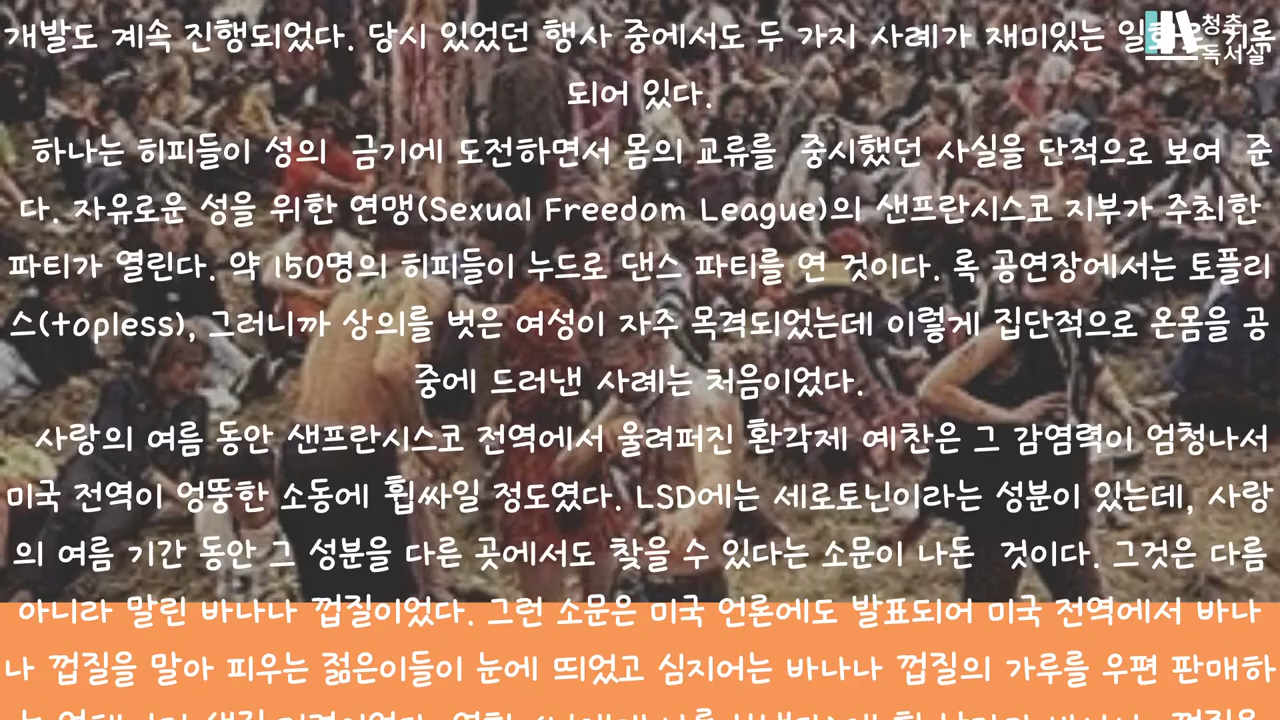 개발도 계속 진행되었다. 당시 있었던 행사 중에서도 두 가지 사례가 재미있는 기록
청춘
독서실
되어 있다.
하나는 히피들이 성의 금기에 도전하면서 몸의 교류를 중시했던 사실을 단적으로 보여 준
다. 자유로운 성을 위한 연맹(Sexual Freedom League)의 샌프란시스코 지부가 주최한
파티가 열린다. 약 150명의 히피들이 누드로 댄스 파티를 연 것이다. 록 공연장에서는 토플리
스(topless), 그러니까 상의를 벗은 여성이 자주 목격되었는데 이렇게 집단적으로 온몸을 공
중에 드러낸 사례는 처음이었다.
사랑의 여름 동안 샌프란시스코 전역에서 울려퍼진 환각제 예찬은 그 감염력이 엄청나서
미국 전역이 엉뚱한 소동에 휩싸일 정도였다. LSD에는 세로토닌이라는 성분이 있는데, 사랑
의 여름 기간 동안 그 성분을 다른 곳에서도 찾을 수 있다는 소문이 나돈 것이다. 그것은 다름
아니라 말린 바나나 껍질이었다. 그런 소문은 미국 언론에도 발표되어 미국 전역에서 바나
나 껍질을 말아 피우는 젊은이들이 눈에 띄었고 심지어는 바나나 껍질의 가루를 우편 판매하